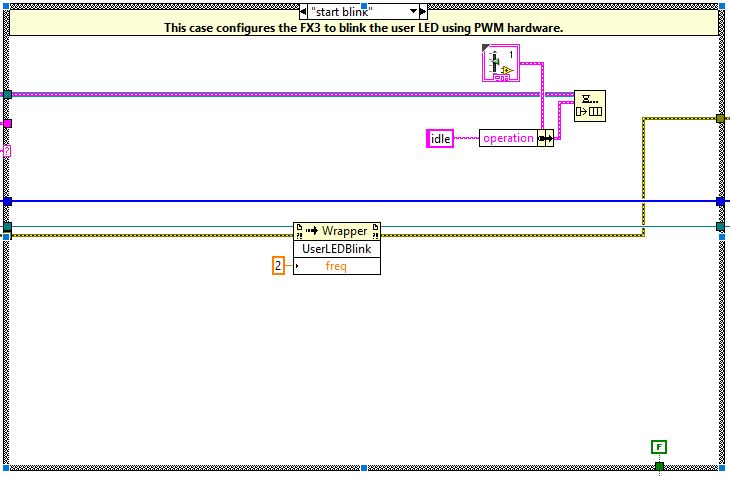 "start blink"
This case configures the FX3 to blink the user LED using PWM hardware.
1
idle
operation
?
Wrapper
UserLEDBlink
2
freq
F